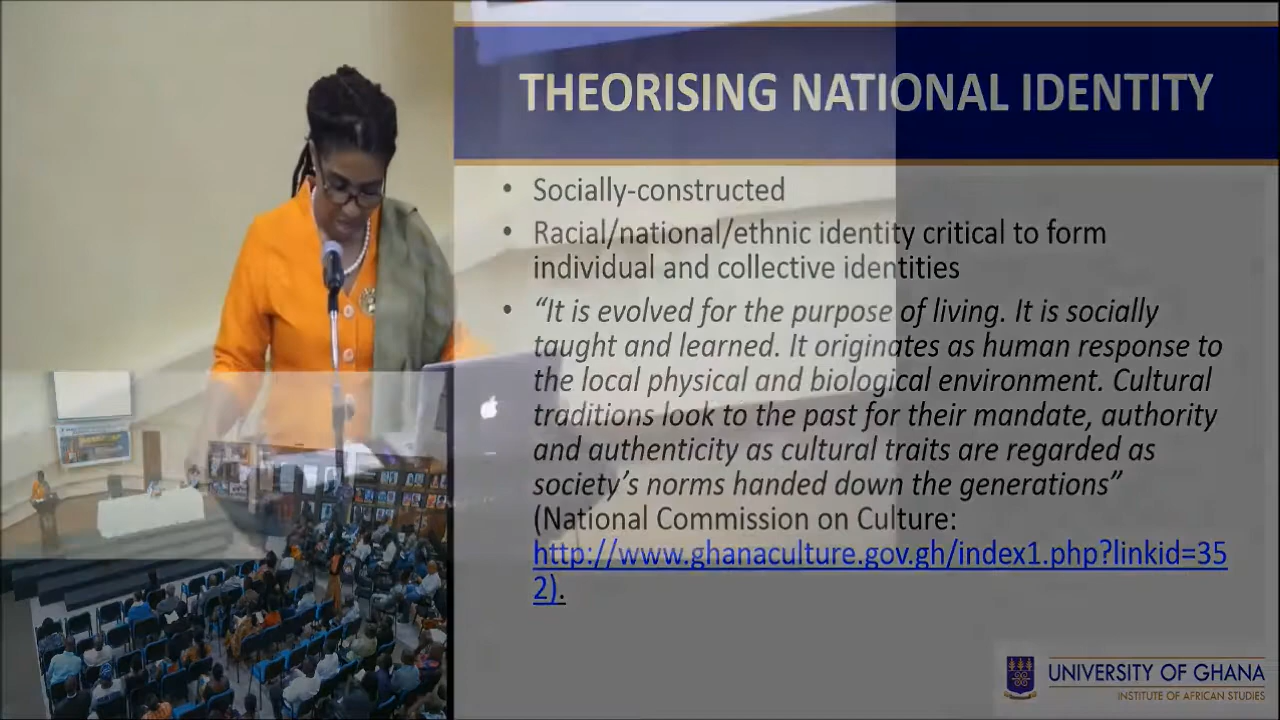 THEORISING NATIONAL IDENTITY
• Socially-constructed
• Racial/national/ethnic identity critical to form
individual and collective identities
• “It is evolved for the purpose of living. It is socially
taught and learned. It originates as human response to
the local physical and biological environment. Cultural
traditions look to the past for their mandate, authority
and authenticity as cultural traits are regarded as
society’s norms handed down the generations”
(National Commission on Culture:
http://www.ghanaculture.gov.gh/index1.php?linkid=35
2).
UNIVERSITY OF GHANA
INSTITUTE OF AFRICAN STUDIES